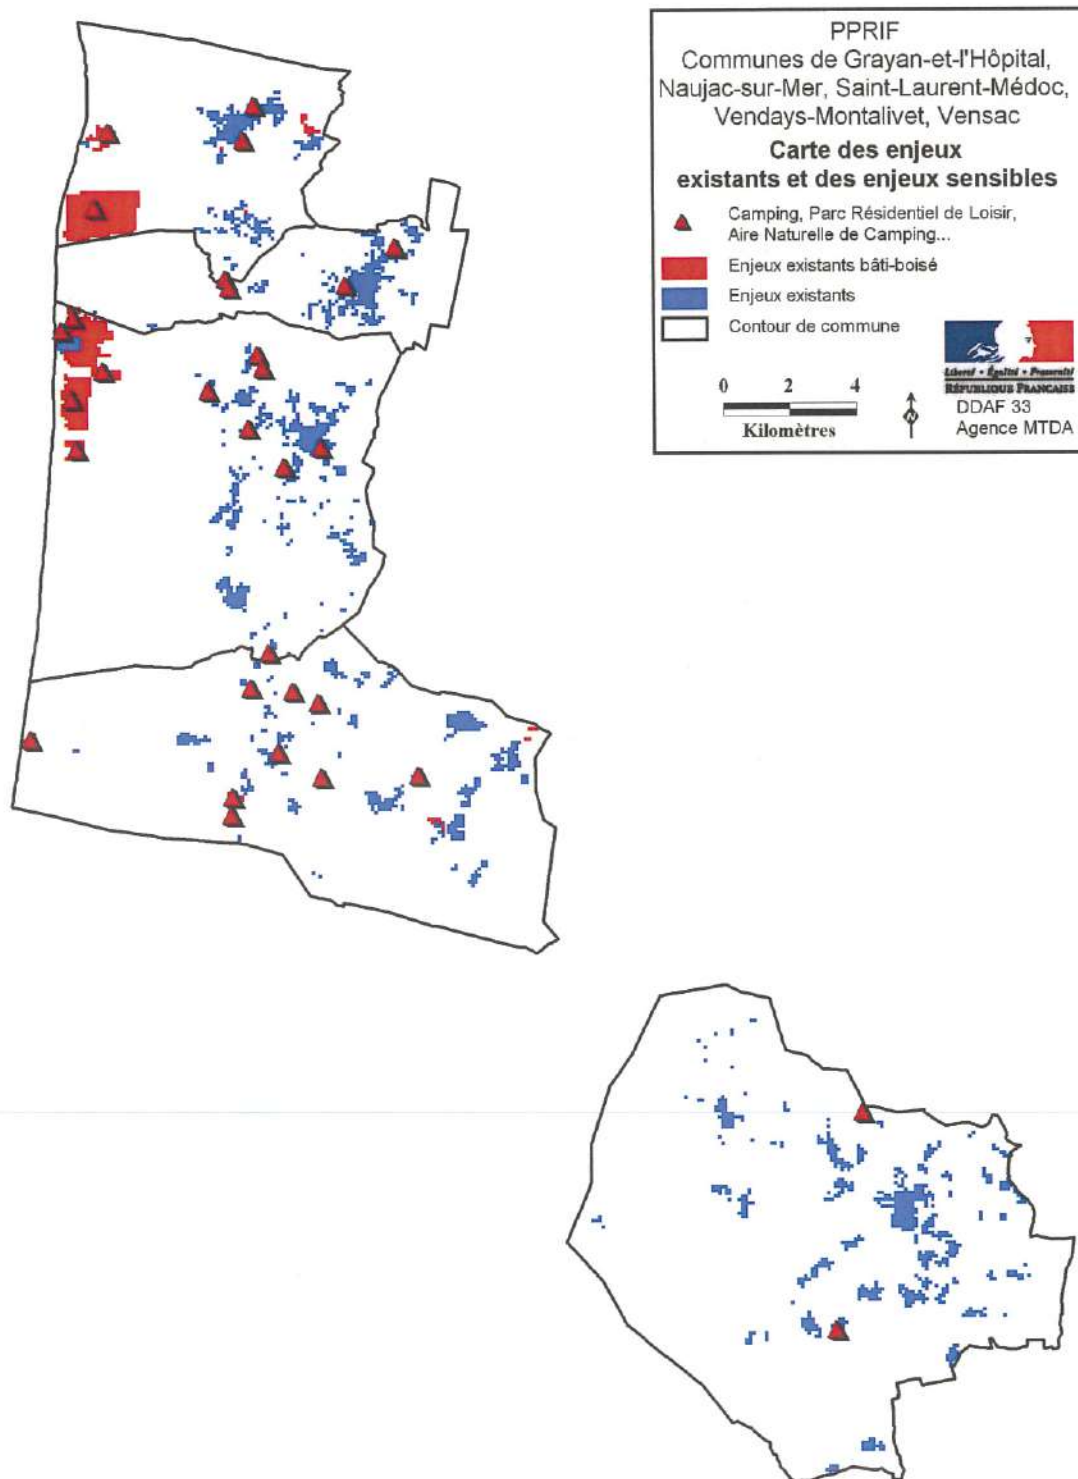 PPRIF
Communes de Grayan-et-l'Hôpital,
Naujac-sur-Mer, Saint-Laurent-Médoc,
Vendays-Montalivet, Vensac
Carte des enjeux
existants et des enjeux sensibles
Camping, Parc Résidentiel de Loisir,
Aire Naturelle de Camping...
Enjeux existants bâti-boisé
Enjeux existants
Contour de commune
Liberté • Égalité • Fraternité
RÉPUBLIQUE FRANÇAISE
0 2 4
Kilomètres
N
DDAF 33
Agence MTDA